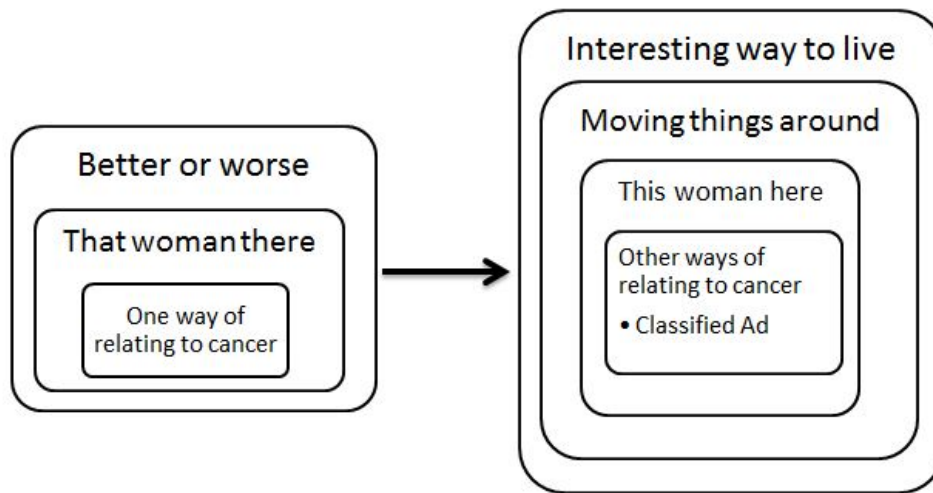 Better or worse
That woman there
One way of
relating to cancer
Interesting way to live
Moving things around
This woman here
Other ways of
relating to cancer
• Classified Ad